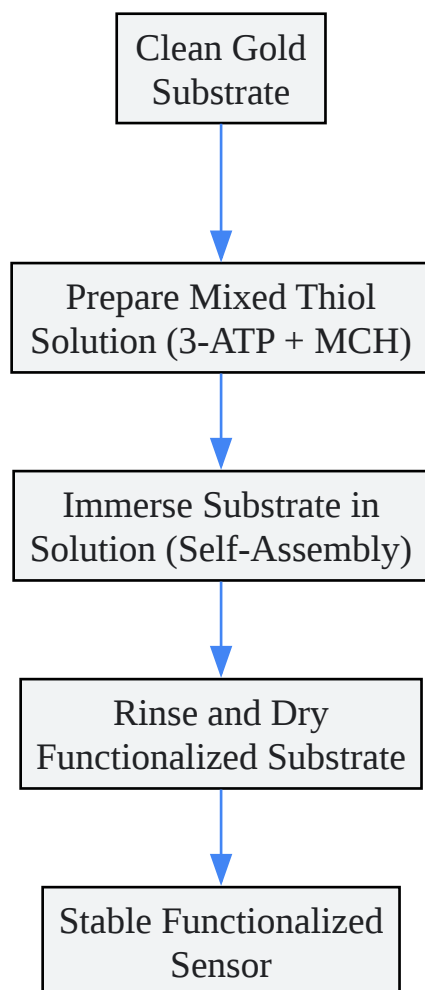 Clean Gold
Substrate
Prepare Mixed Thiol
Solution (3-ATP + MCH)
Immerse Substrate in
Solution (Self-Assembly)
Rinse and Dry
Functionalized Substrate
Stable Functionalized
Sensor